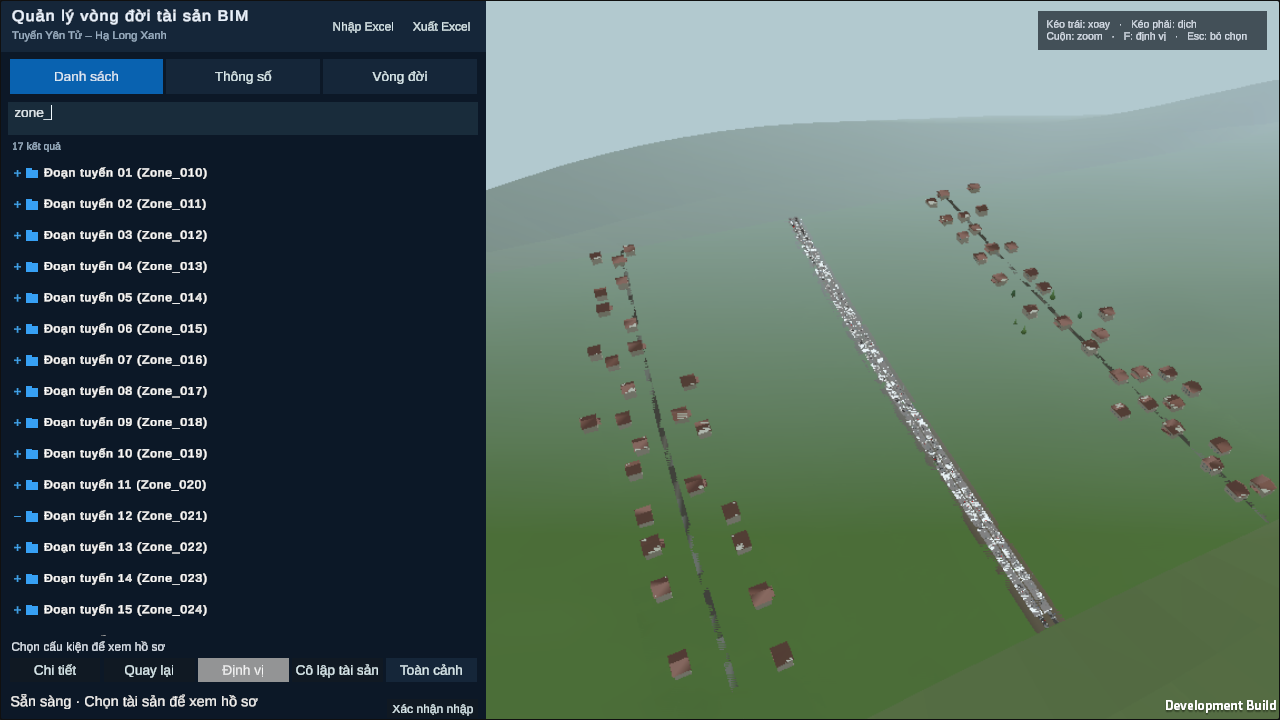 Quản lý vòng đời tài sản BIM
Tuyến Yên Tử – Hạ Long Xanh
Nhập Excel
Xuất Excel
Danh sách
Thông số
Vòng đời
zone_
17 kết quả
+ Đoạn tuyến 01 (Zone_010)
+ Đoạn tuyến 02 (Zone_011)
+ Đoạn tuyến 03 (Zone_012)
+ Đoạn tuyến 04 (Zone_013)
+ Đoạn tuyến 05 (Zone_014)
+ Đoạn tuyến 06 (Zone_015)
+ Đoạn tuyến 07 (Zone_016)
+ Đoạn tuyến 08 (Zone_017)
+ Đoạn tuyến 09 (Zone_018)
+ Đoạn tuyến 10 (Zone_019)
+ Đoạn tuyến 11 (Zone_020)
– Đoạn tuyến 12 (Zone_021)
+ Đoạn tuyến 13 (Zone_022)
+ Đoạn tuyến 14 (Zone_023)
+ Đoạn tuyến 15 (Zone_024)
Chọn cấu kiện để xem hồ sơ
Chi tiết
Quay lại
Định vị
Cô lập tài sản
Toàn cảnh
Sẵn sàng · Chọn tài sản để xem hồ sơ
Xác nhận nhập
Kéo trái: xoay · Kéo phải: dịch
Cuộn: zoom · F: định vị · Esc: bỏ chọn
Development Build